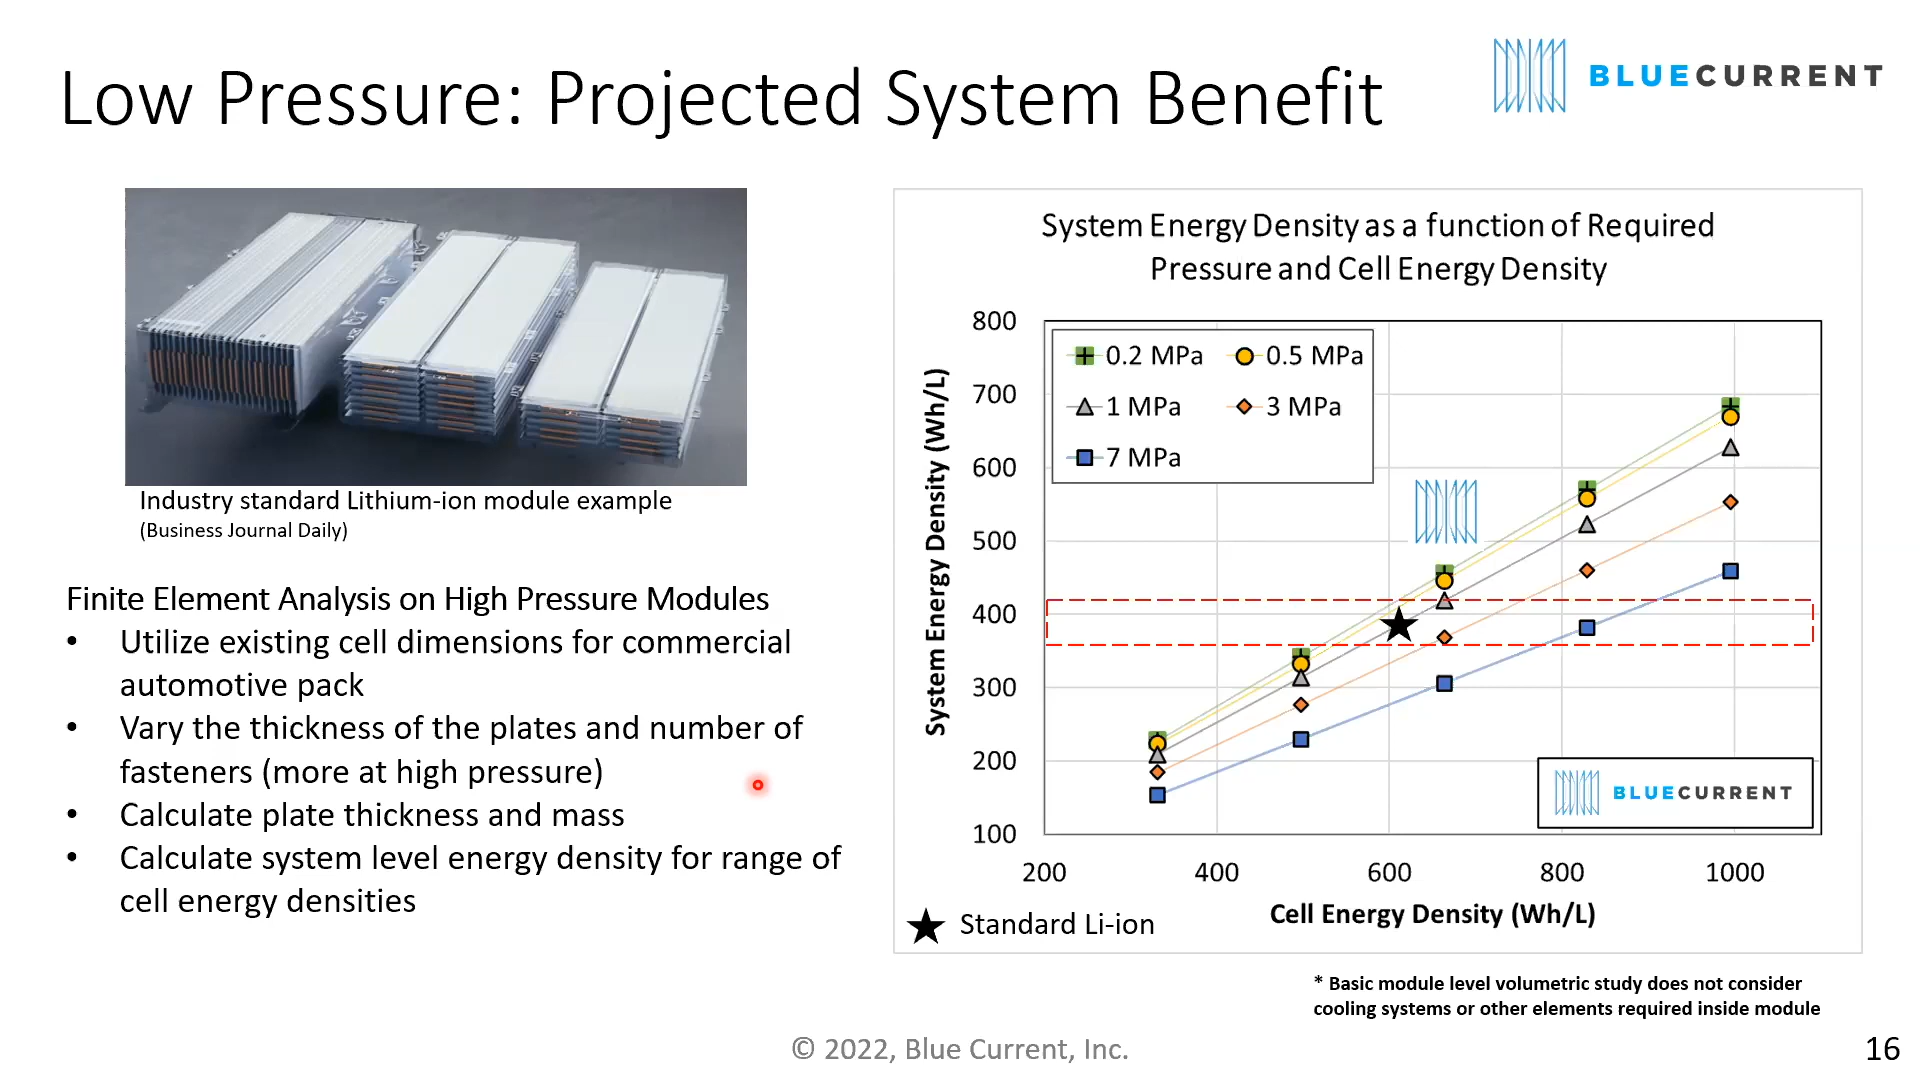 Low Pressure: Projected System Benefit
BLUECURRENT
Industry standard Lithium-ion module example
(Business Journal Daily)
Finite Element Analysis on High Pressure Modules
• Utilize existing cell dimensions for commercial
automotive pack
• Vary the thickness of the plates and number of
fasteners (more at high pressure)
• Calculate plate thickness and mass
• Calculate system level energy density for range of
cell energy densities
System Energy Density as a function of Required
Pressure and Cell Energy Density
System Energy Density (Wh/L)
800
700
600
500
400
300
200
100
0.2 MPa 0.5 MPa
1 MPa 3 MPa
7 MPa
BLUECURRENT
200 400 600 800 1000
Cell Energy Density (Wh/L)
Standard Li-ion
* Basic module level volumetric study does not consider
cooling systems or other elements required inside module
© 2022, Blue Current, Inc.
16